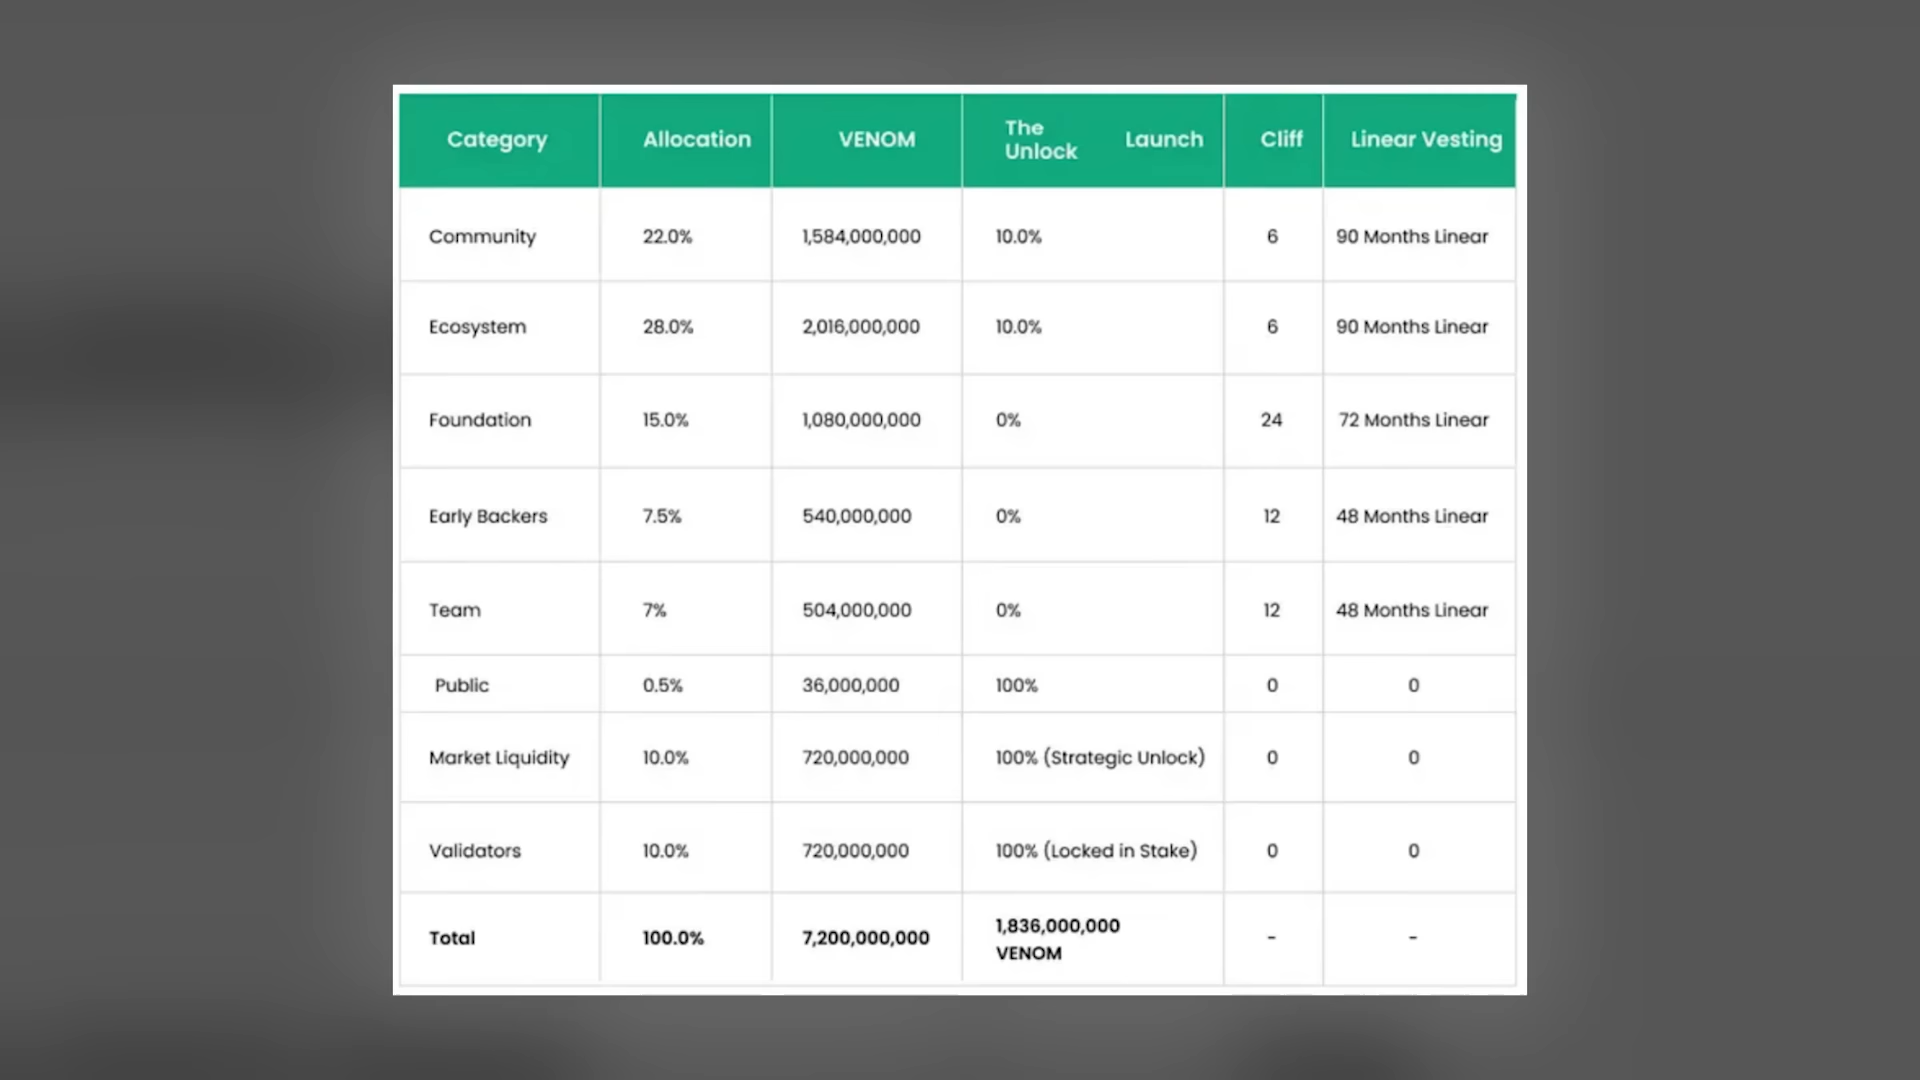 Category Allocation VENOM The Unlock Launch Cliff Linear Vesting
Community 22.0% 1,584,000,000 10.0% 6 90 Months Linear
Ecosystem 28.0% 2,016,000,000 10.0% 6 90 Months Linear
Foundation 15.0% 1,080,000,000 0% 24 72 Months Linear
Early Backers 7.5% 540,000,000 0% 12 48 Months Linear
Team 7% 504,000,000 0% 12 48 Months Linear
Public 0.5% 36,000,000 100% 0 0
Market Liquidity 10.0% 720,000,000 100% (Strategic Unlock) 0 0
Validators 10.0% 720,000,000 100% (Locked in Stake) 0 0
Total 100.0% 7,200,000,000 1,836,000,000 VENOM - -